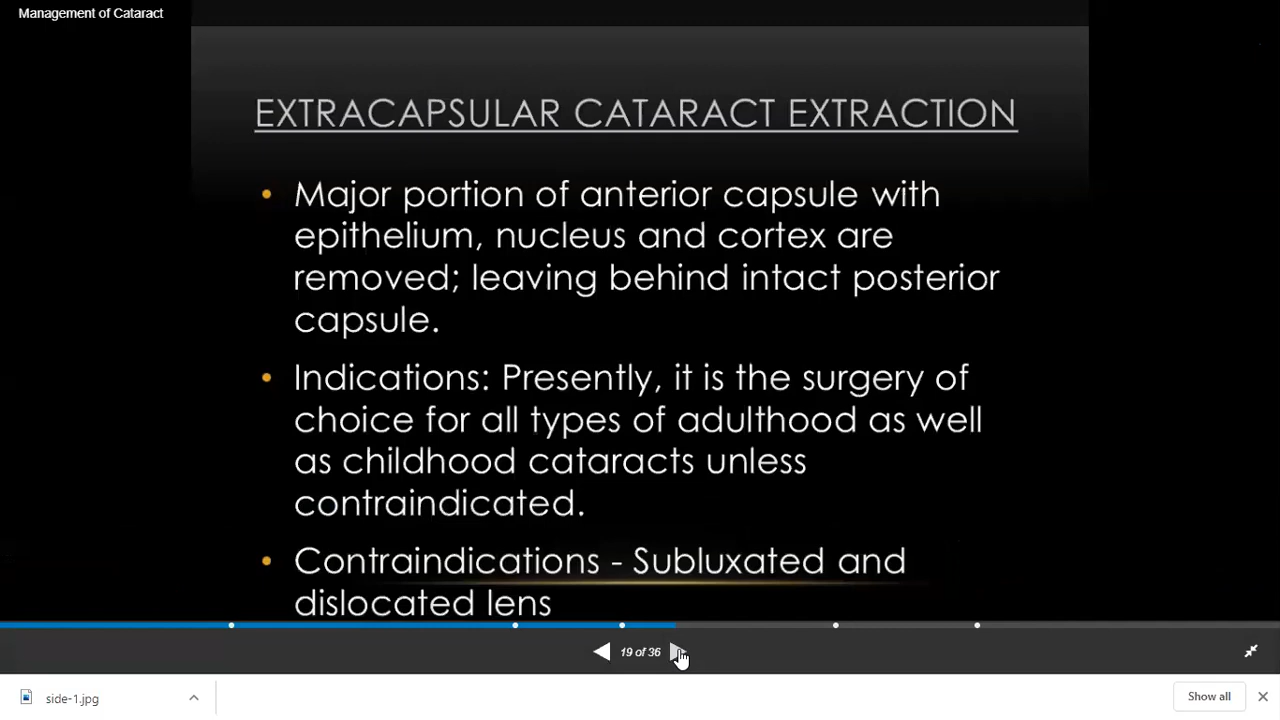 Management of Cataract
EXTRACAPSULAR CATARACT EXTRACTION
• Major portion of anterior capsule with
epithelium, nucleus and cortex are
removed; leaving behind intact posterior
capsule.
• Indications: Presently, it is the surgery of
choice for all types of adulthood as well
as childhood cataracts unless
contraindicated.
• Contraindications - Subluxated and
dislocated lens
19 of 36
side-1.jpg
Show all